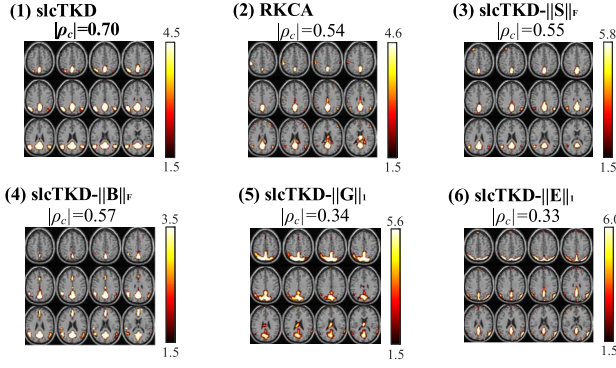 (1) slcTKD
|ρc|=0.70
4.5
1.5
(2) RKCA
|ρc|=0.54
4.6
1.5
(3) slcTKD-||S||F
|ρc|=0.55
5.8
1.5
(4) slcTKD-||B||F
|ρc|=0.57
3.5
1.5
(5) slcTKD-||G||1
|ρc|=0.34
5.6
1.5
(6) slcTKD-||E||1
|ρc|=0.33
6.0
1.5